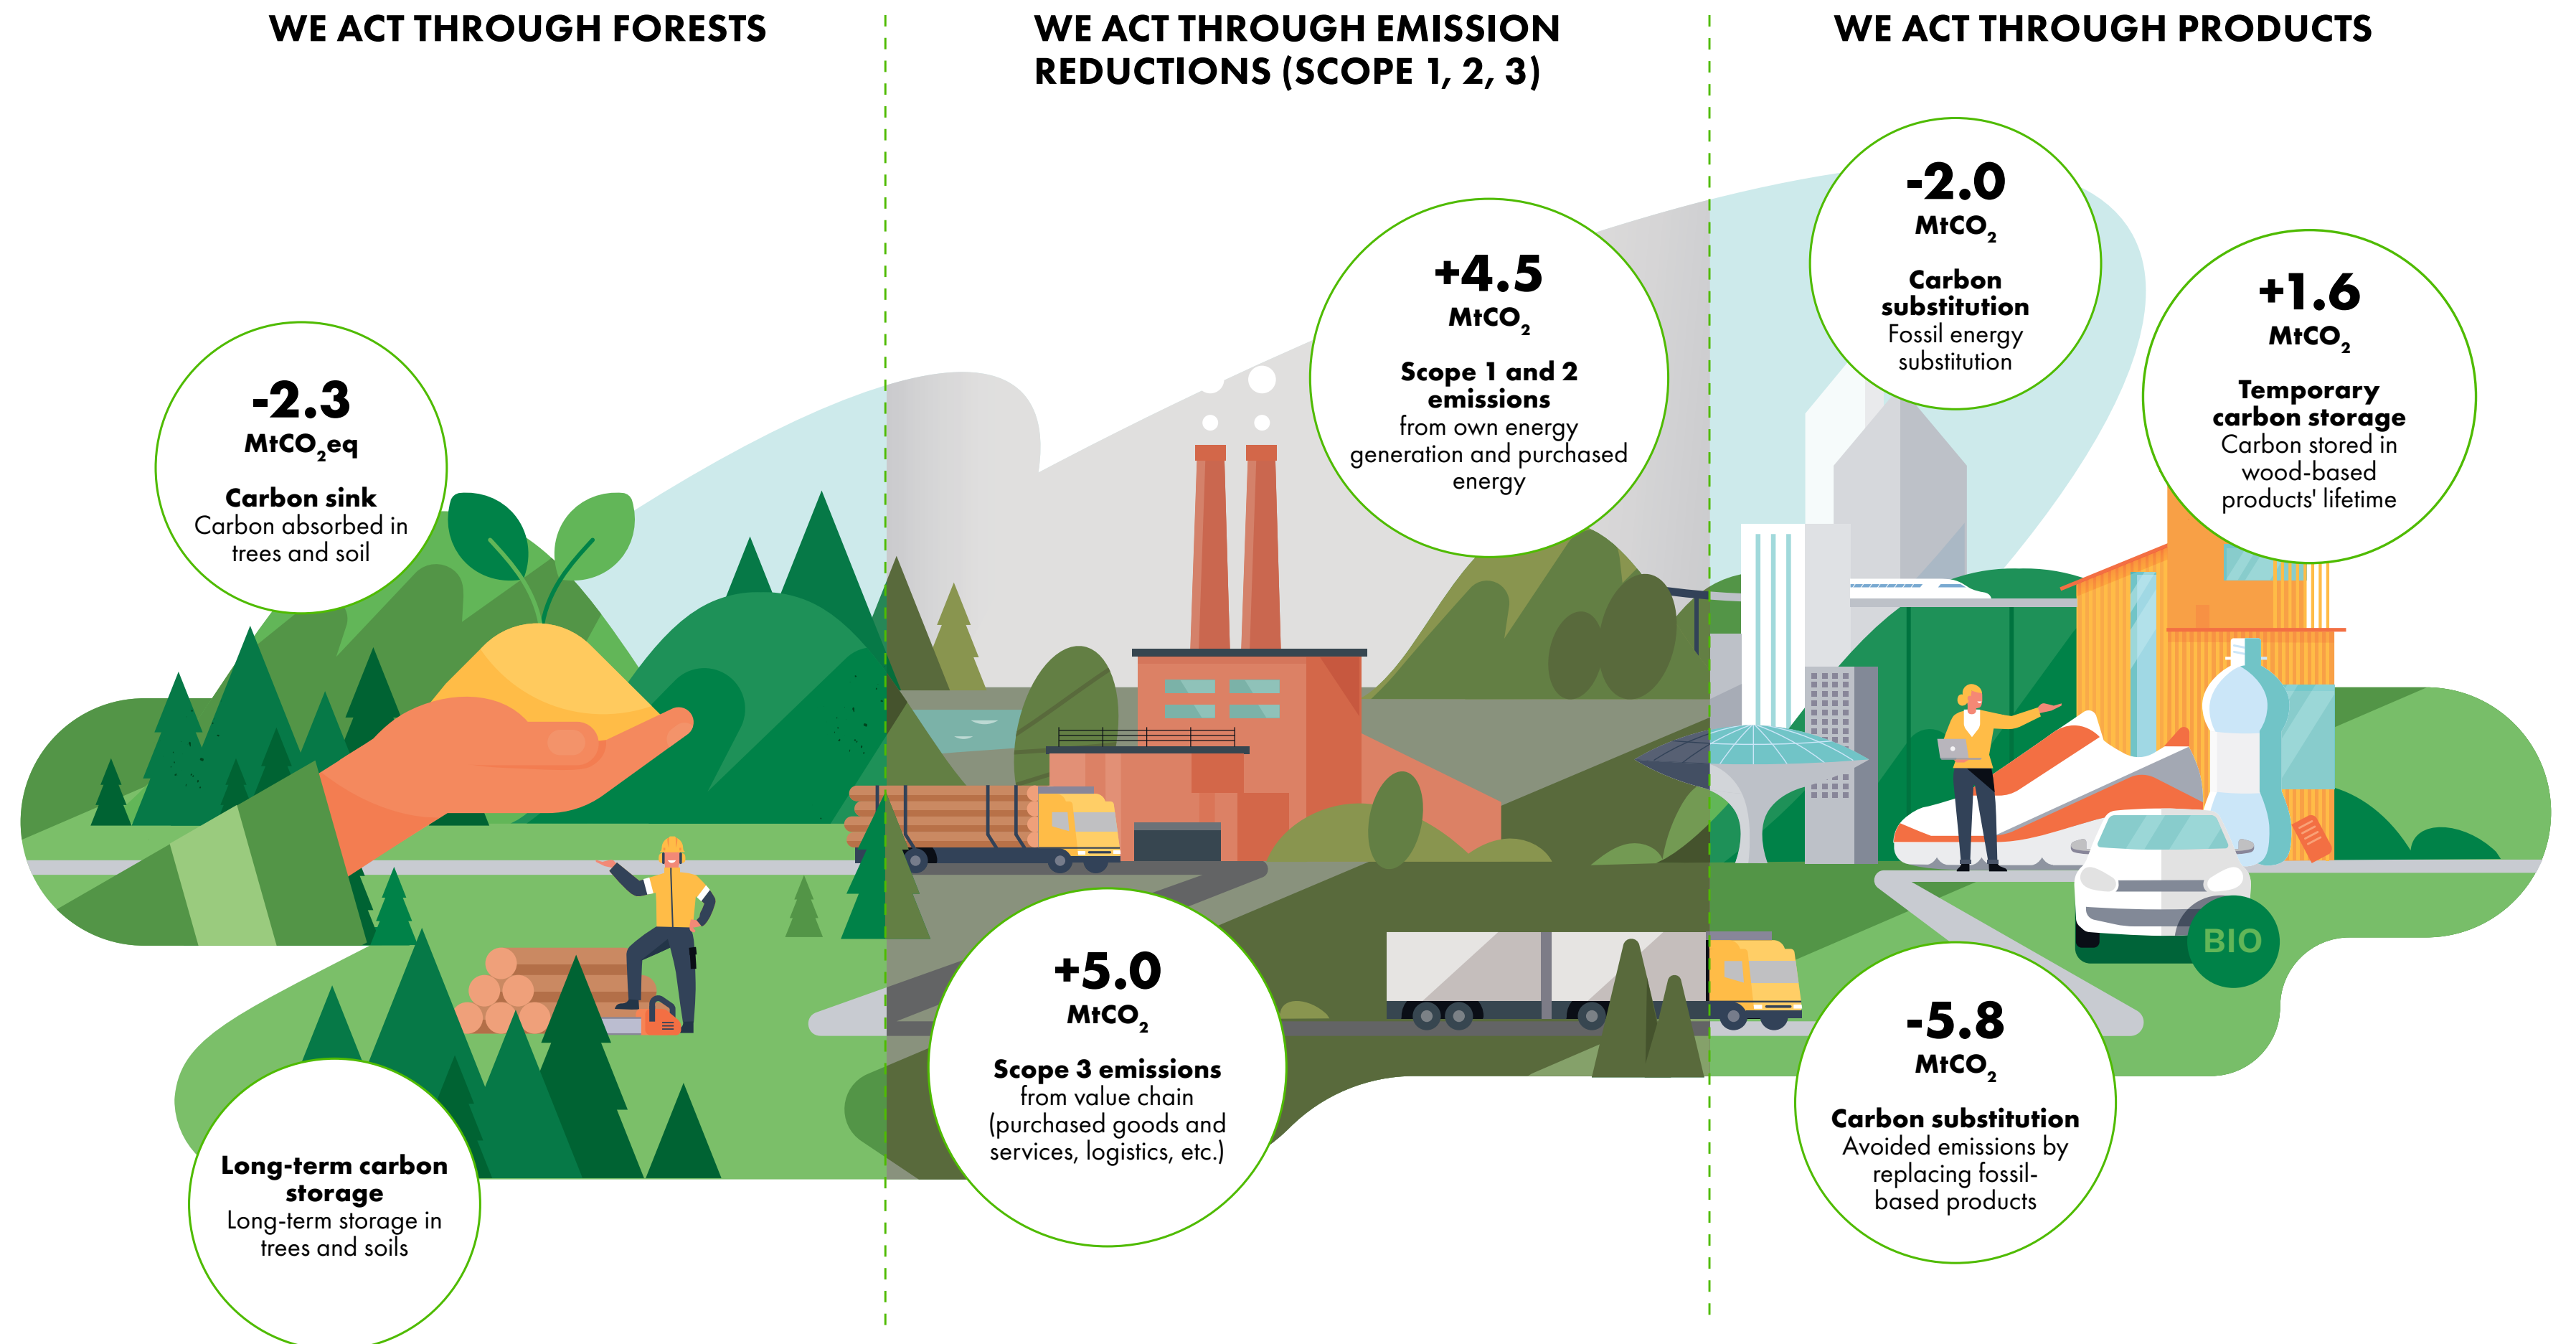 WE ACT THROUGH FORESTS
-2.3
MtCO₂eq
Carbon sink
Carbon absorbed in
trees and soil
Long-term carbon
storage
Long-term storage in
trees and soils
WE ACT THROUGH EMISSION
REDUCTIONS (SCOPE 1, 2, 3)
+4.5
MtCO₂
Scope 1 and 2
emissions
from own energy
generation and purchased
energy
+5.0
MtCO₂
Scope 3 emissions
from value chain
(purchased goods and
services, logistics, etc.)
WE ACT THROUGH PRODUCTS
-2.0
MtCO₂
Carbon
substitution
Fossil energy
substitution
+1.6
MtCO₂
Temporary
carbon storage
Carbon stored in
wood-based
products' lifetime
BIO
-5.8
MtCO₂
Carbon substitution
Avoided emissions by
replacing fossil-
based products